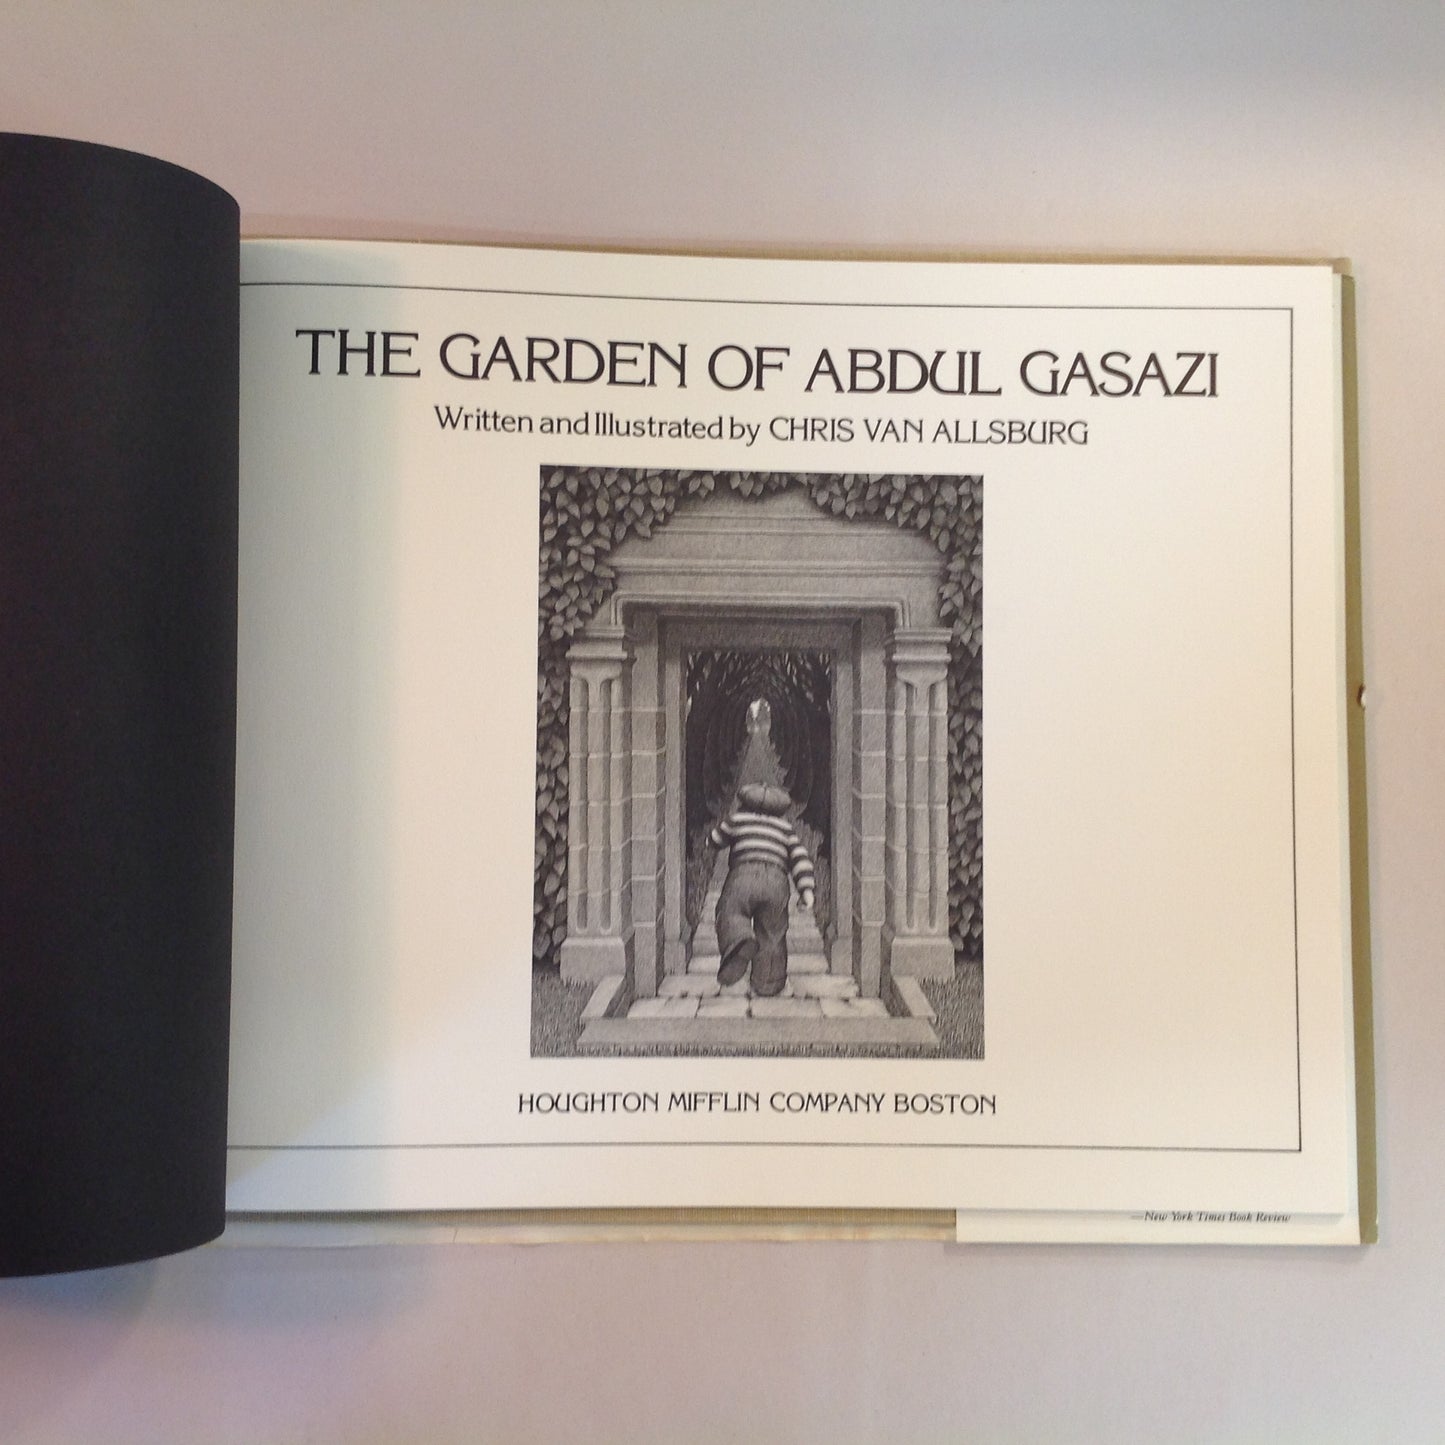 THE GARDEN OF ABDUL GASAZI
Written and Illustrated by CHRIS VAN ALLSBURG
HOUGHTON MIFFLIN COMPANY BOSTON
—New York Times Book Review